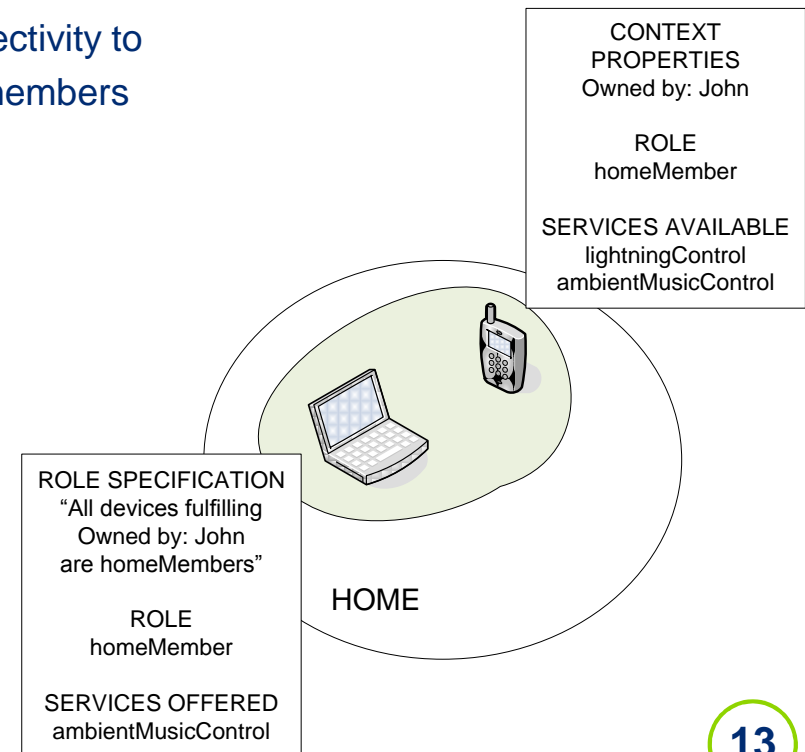 ectivity to
members
CONTEXT
PROPERTIES
Owned by: John
ROLE
homeMember
SERVICES AVAILABLE
lightningControl
ambientMusicControl
ROLE SPECIFICATION
“All devices fulfilling
Owned by: John
are homeMembers”
ROLE
homeMember
SERVICES OFFERED
ambientMusicControl
HOME
13